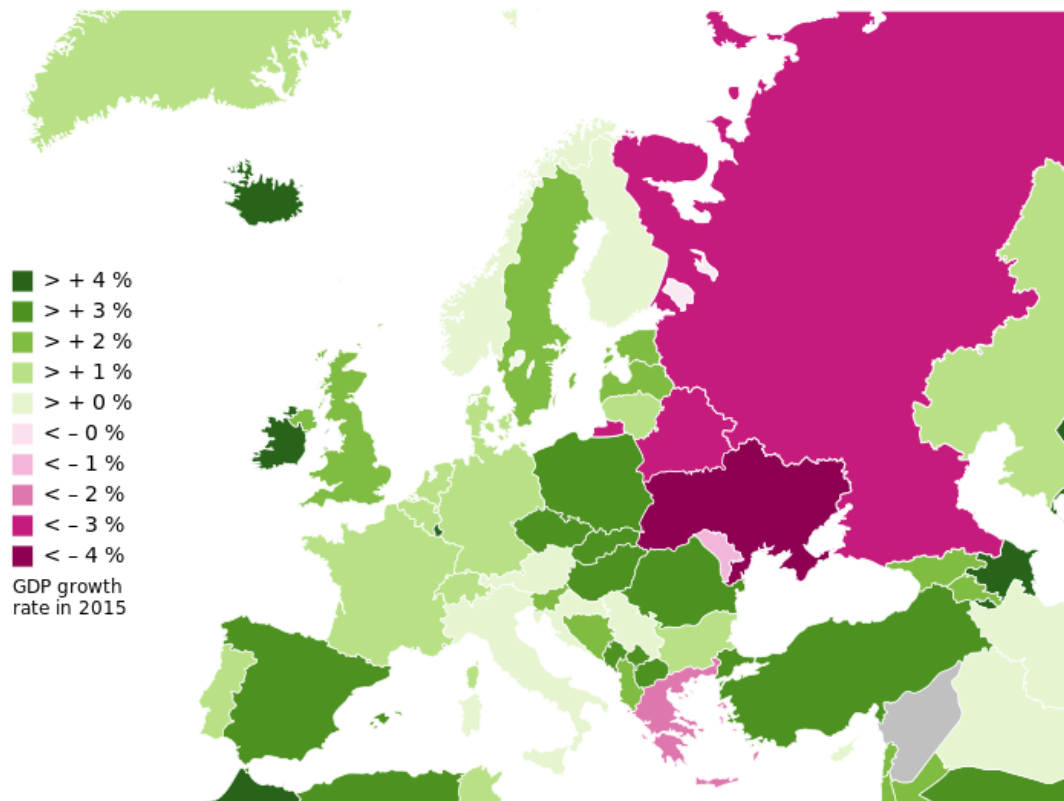 > + 4 %
> + 3 %
> + 2 %
> + 1 %
> + 0 %
< – 0 %
< – 1 %
< – 2 %
< – 3 %
< – 4 %
GDP growth
rate in 2015